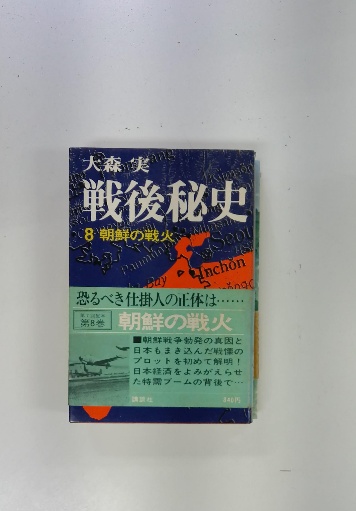 大森 実
戦後秘史
8 朝鮮の戦火
Inchon
恐るべき仕掛人の正体は……
第8巻
朝鮮の戦火
■朝鮮戦争勃発の真因と
日本もまき込んだ戦慄の
プロットを初めて解明！
日本経済をよみがえらせ
た特需ブームの背後で…
講談社